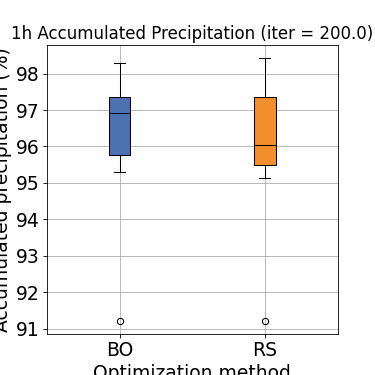 1h Accumulated Precipitation (iter = 200.0)
Accumulated precipitation (%)
98
97
96
95
94
93
92
91
BO RS
Optimization method